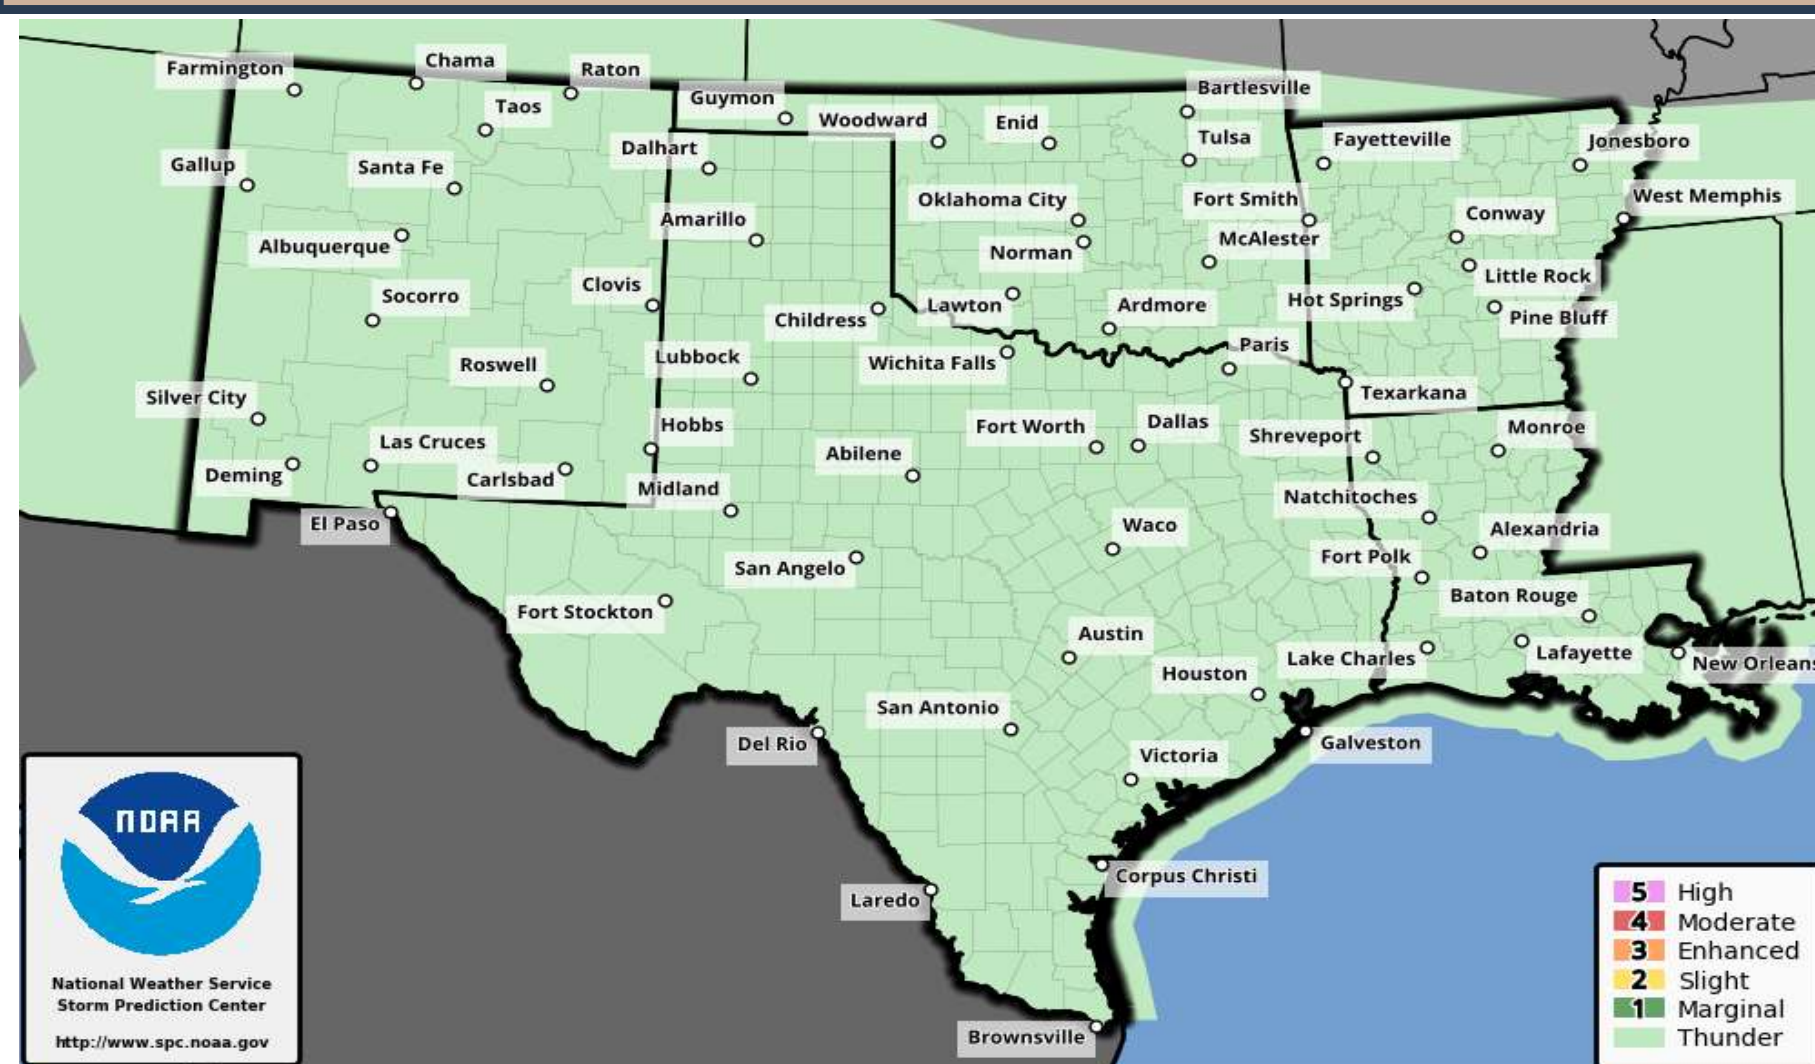 Farmington
Chama
Raton
Taos
Guymon
Woodward
Enid
Bartlesville
Tulsa
Fayetteville
Jonesboro
Gallup
Santa Fe
Dalhart
Oklahoma City
Fort Smith
Conway
West Memphis
Albuquerque
Amarillo
Norman
McAlester
Little Rock
Socorro
Clovis
Childress
Lawton
Ardmore
Hot Springs
Pine Bluff
Roswell
Lubbock
Wichita Falls
Paris
Texarkana
Silver City
Las Cruces
Hobbs
Abilene
Fort Worth
Dallas
Shreveport
Monroe
Deming
Carlsbad
Midland
Natchitoches
El Paso
San Angelo
Waco
Fort Polk
Alexandria
Fort Stockton
Austin
Baton Rouge
Houston
Lake Charles
Lafayette
New Orleans
Del Rio
San Antonio
Victoria
Galveston
Laredo
Corpus Christi
Brownsville
NOAA
National Weather Service
Storm Prediction Center
http://www.spc.noaa.gov
5 High
4 Moderate
3 Enhanced
2 Slight
1 Marginal
Thunder